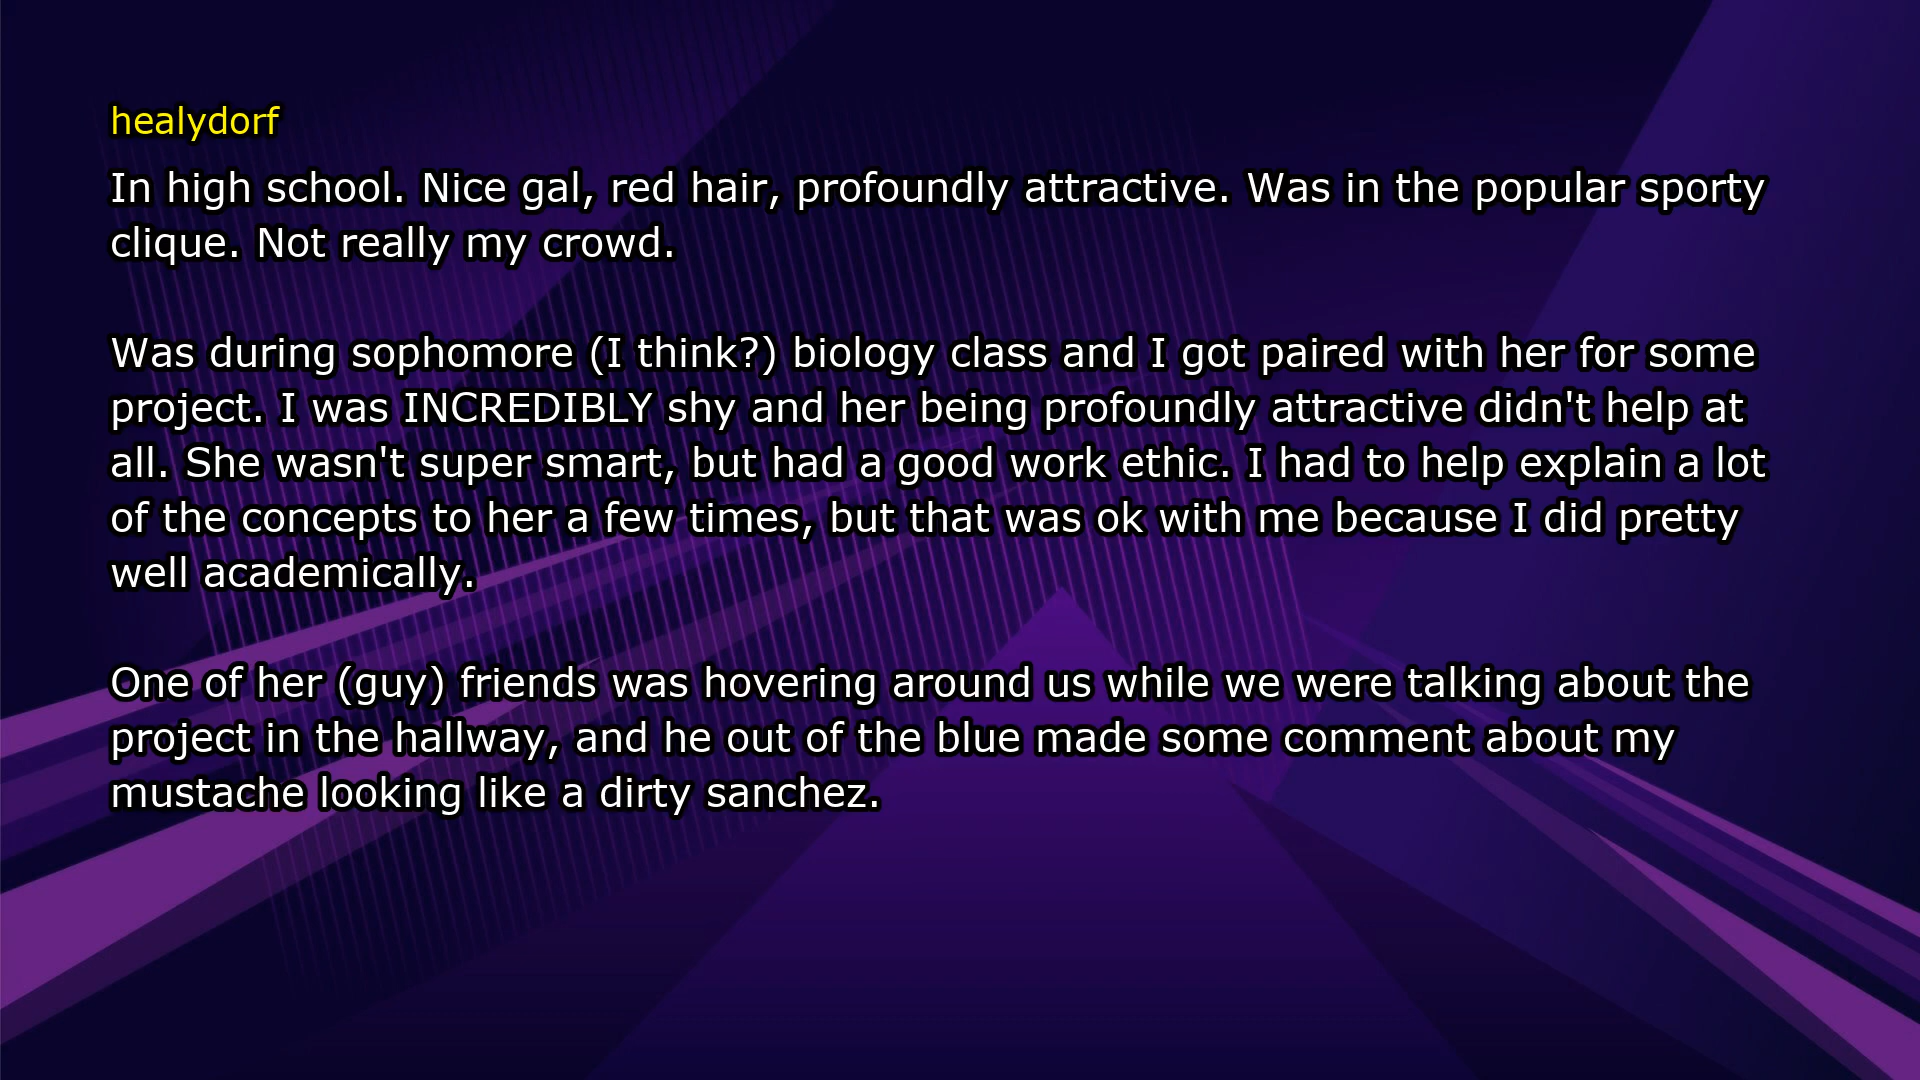 healydorf
In high school. Nice gal, red hair, profoundly attractive. Was in the popular sporty
clique. Not really my crowd.
Was during sophomore (I think?) biology class and I got paired with her for some
project. I was INCREDIBLY shy and her being profoundly attractive didn't help at
all. She wasn't super smart, but had a good work ethic. I had to help explain a lot
of the concepts to her a few times, but that was ok with me because I did pretty
well academically.
One of her (guy) friends was hovering around us while we were talking about the
project in the hallway, and he out of the blue made some comment about my
mustache looking like a dirty sanchez.